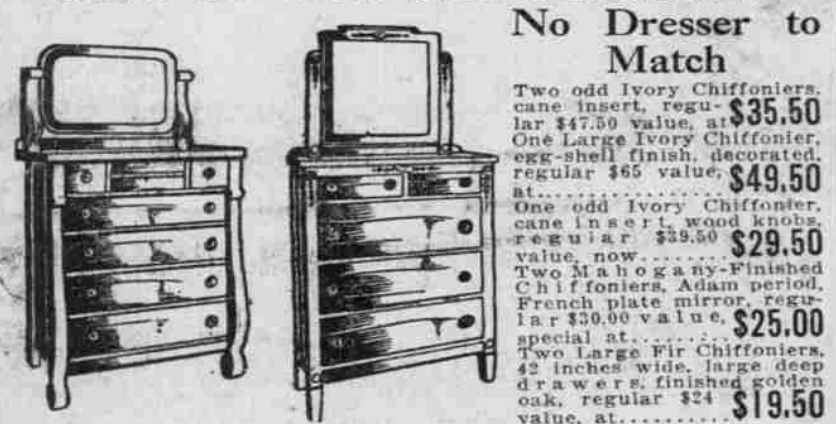 No Dresser to
Match
Two odd Ivory Chiffoniers,
cane insert, regu-
lar $47.50 value, at $35.50
One Large Ivory Chiffonier,
egg-shell finish, decorated,
regular $65 value,
at.................. $49.50
One odd Ivory Chiffonier,
cane insert, wood knobs,
regular $39.50
value, now......... $29.50
Two Mahogany-Finished
Chiffoniers, Adam period,
French plate mirror, regu-
lar $30.00 value,
special at.......... $25.00
Two Large Fir Chiffoniers,
42 inches wide, large deep
drawers, finished golden
oak, regular $24
value, at.......... $19.50